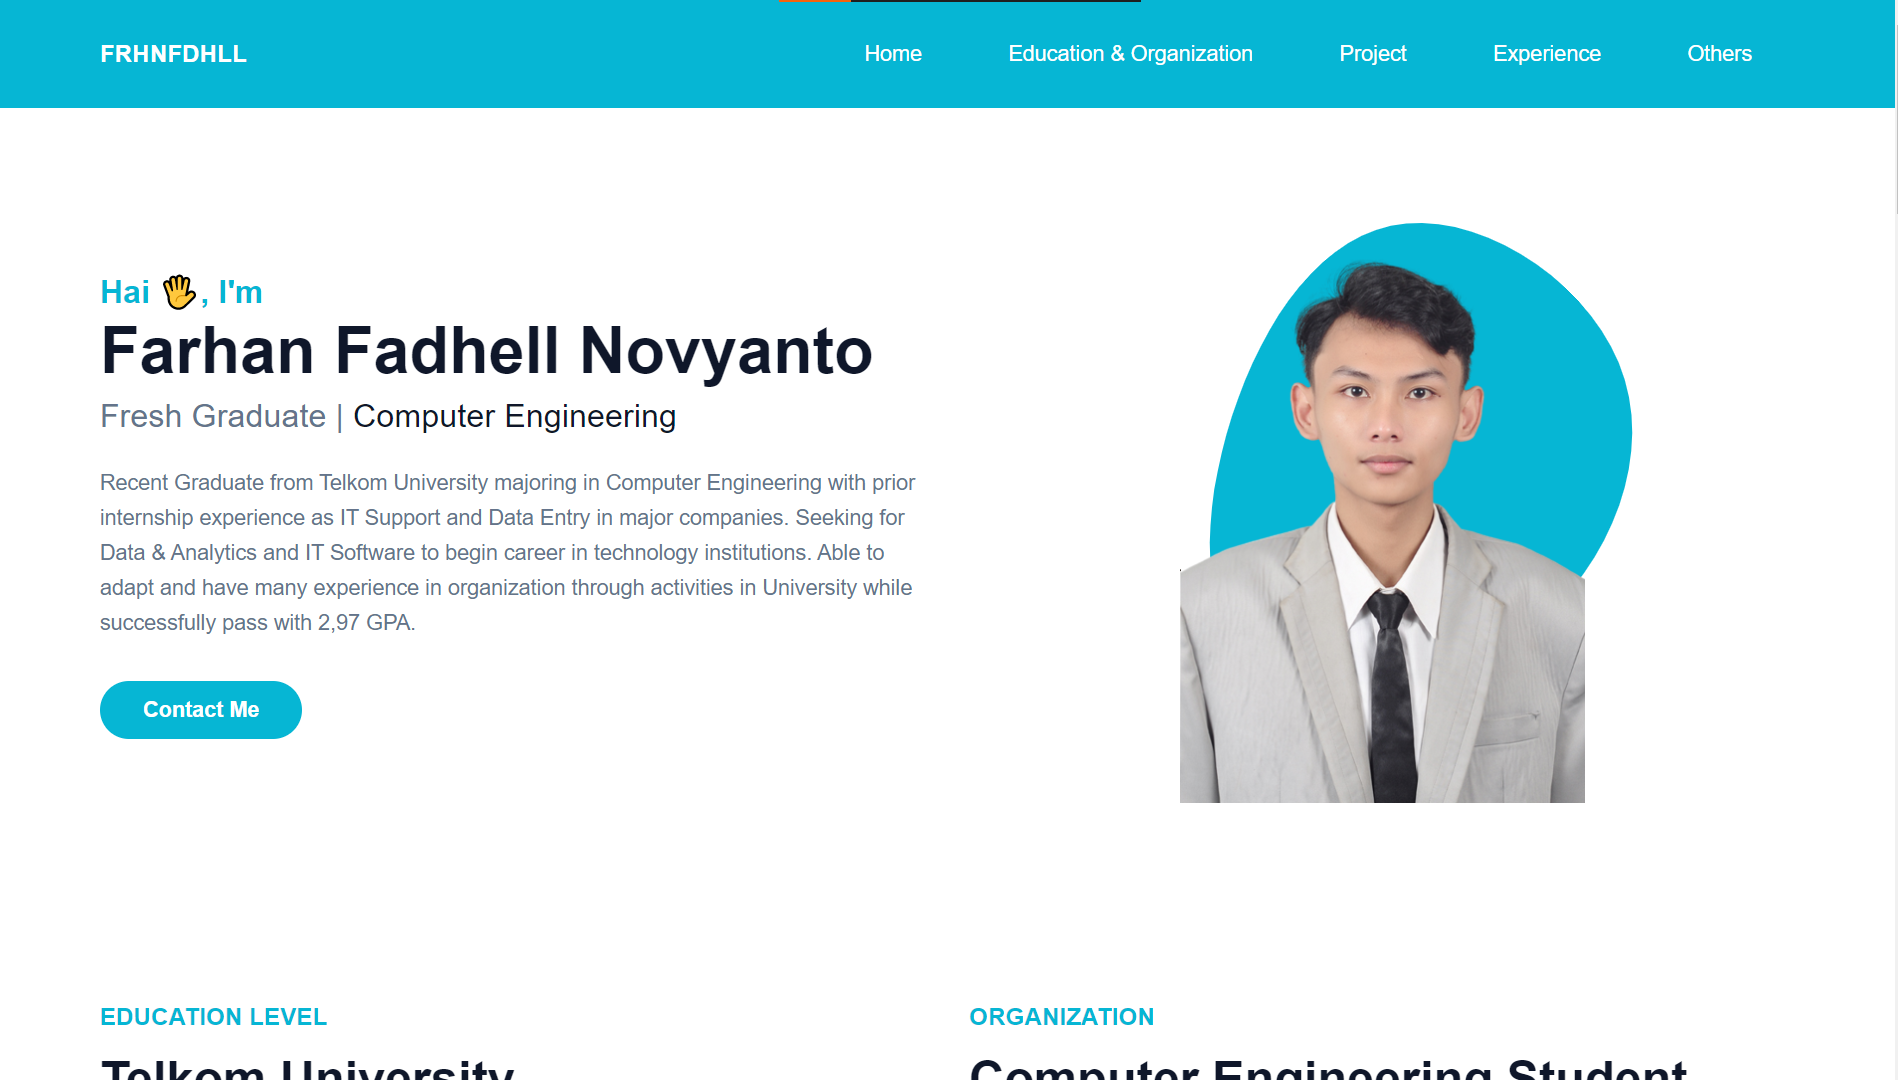 FRHNFDHLL
Home
Education & Organization
Project
Experience
Others
Hai 🖐, I'm
Farhan Fadhell Novyanto
Fresh Graduate | Computer Engineering
Recent Graduate from Telkom University majoring in Computer Engineering with prior
internship experience as IT Support and Data Entry in major companies. Seeking for
Data & Analytics and IT Software to begin career in technology institutions. Able to
adapt and have many experience in organization through activities in University while
successfully pass with 2,97 GPA.
Contact Me
EDUCATION LEVEL
Telkom University
ORGANIZATION
Computer Engineering Student